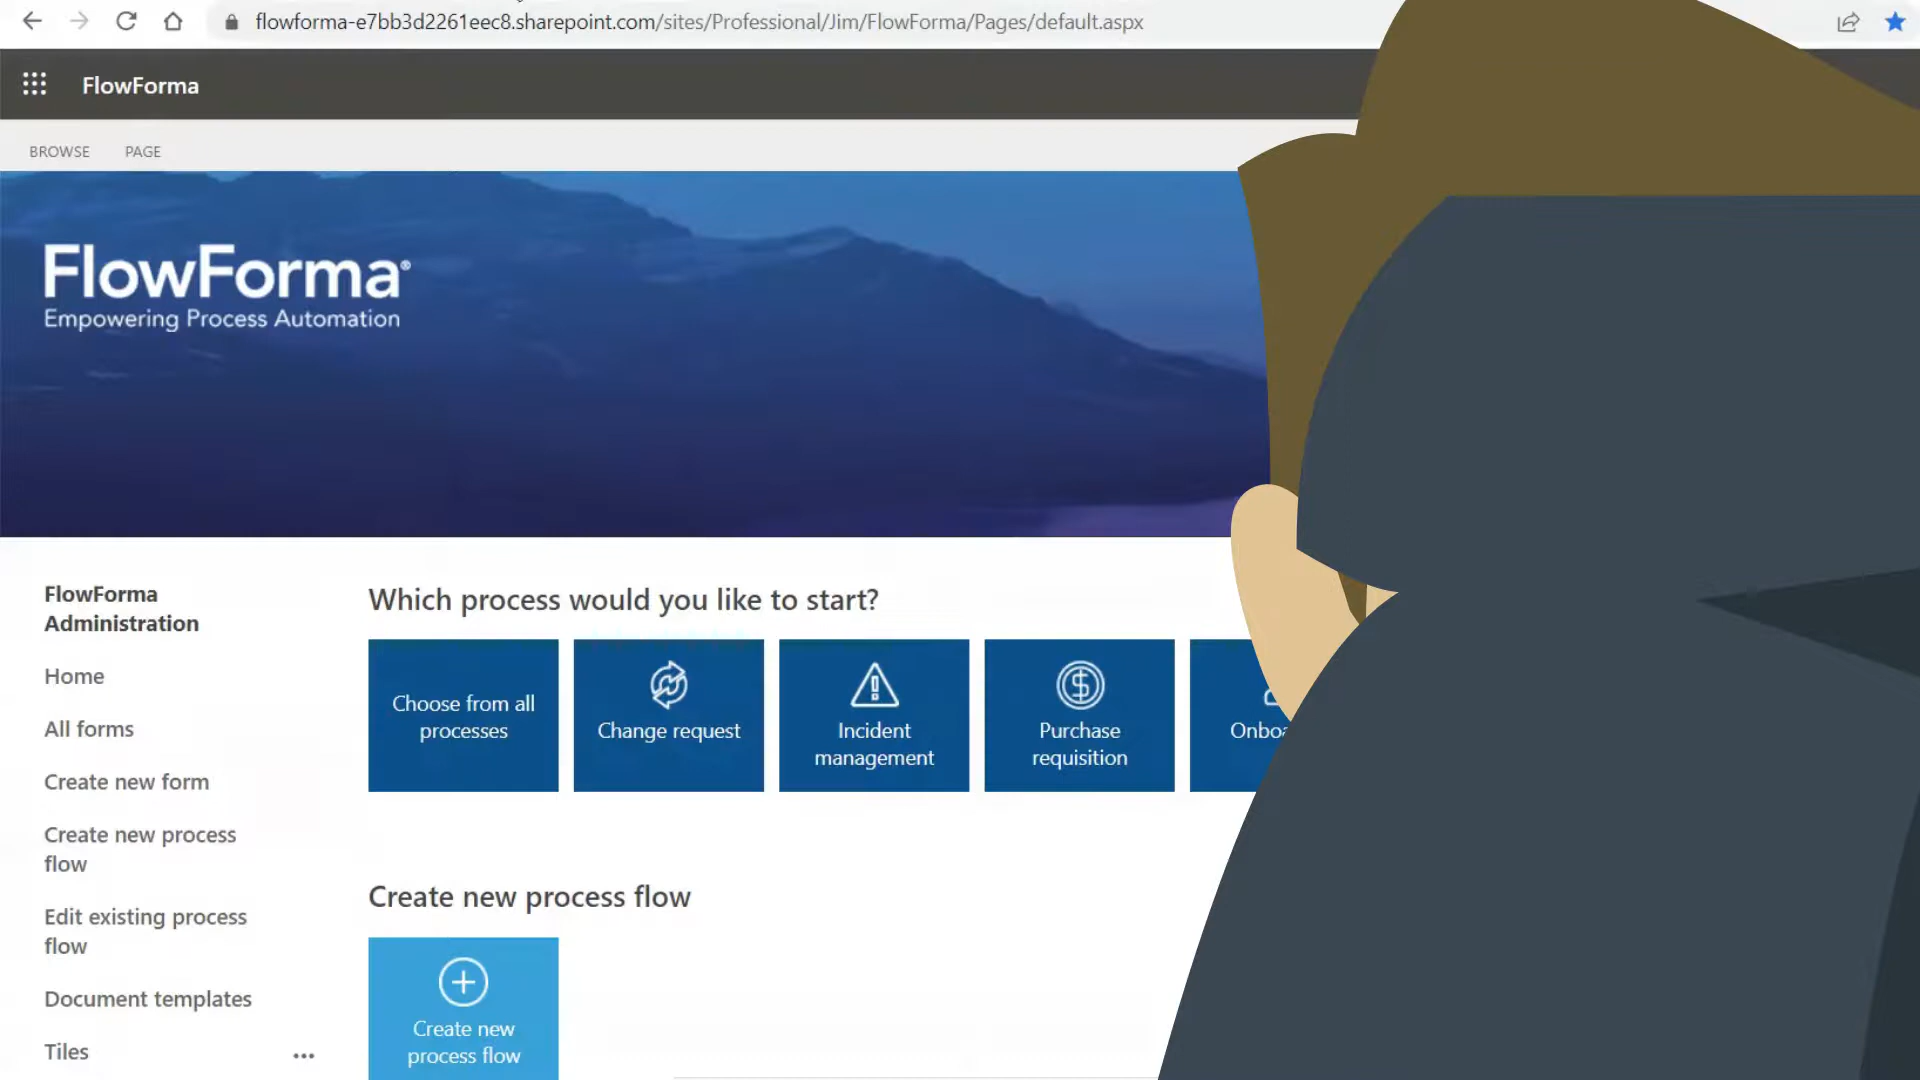 flowforma-e7bb3d2261eec8.sharepoint.com/sites/Professional/Jim/FlowForma/Pages/default.aspx
FlowForma
BROWSE PAGE
FlowForma®
Empowering Process Automation
FlowForma
Administration
Home
All forms
Create new form
Create new process
flow
Edit existing process
flow
Document templates
Tiles
Which process would you like to start?
Choose from all
processes
Change request
Incident
management
Purchase
requisition
Create new process flow
Create new
process flow